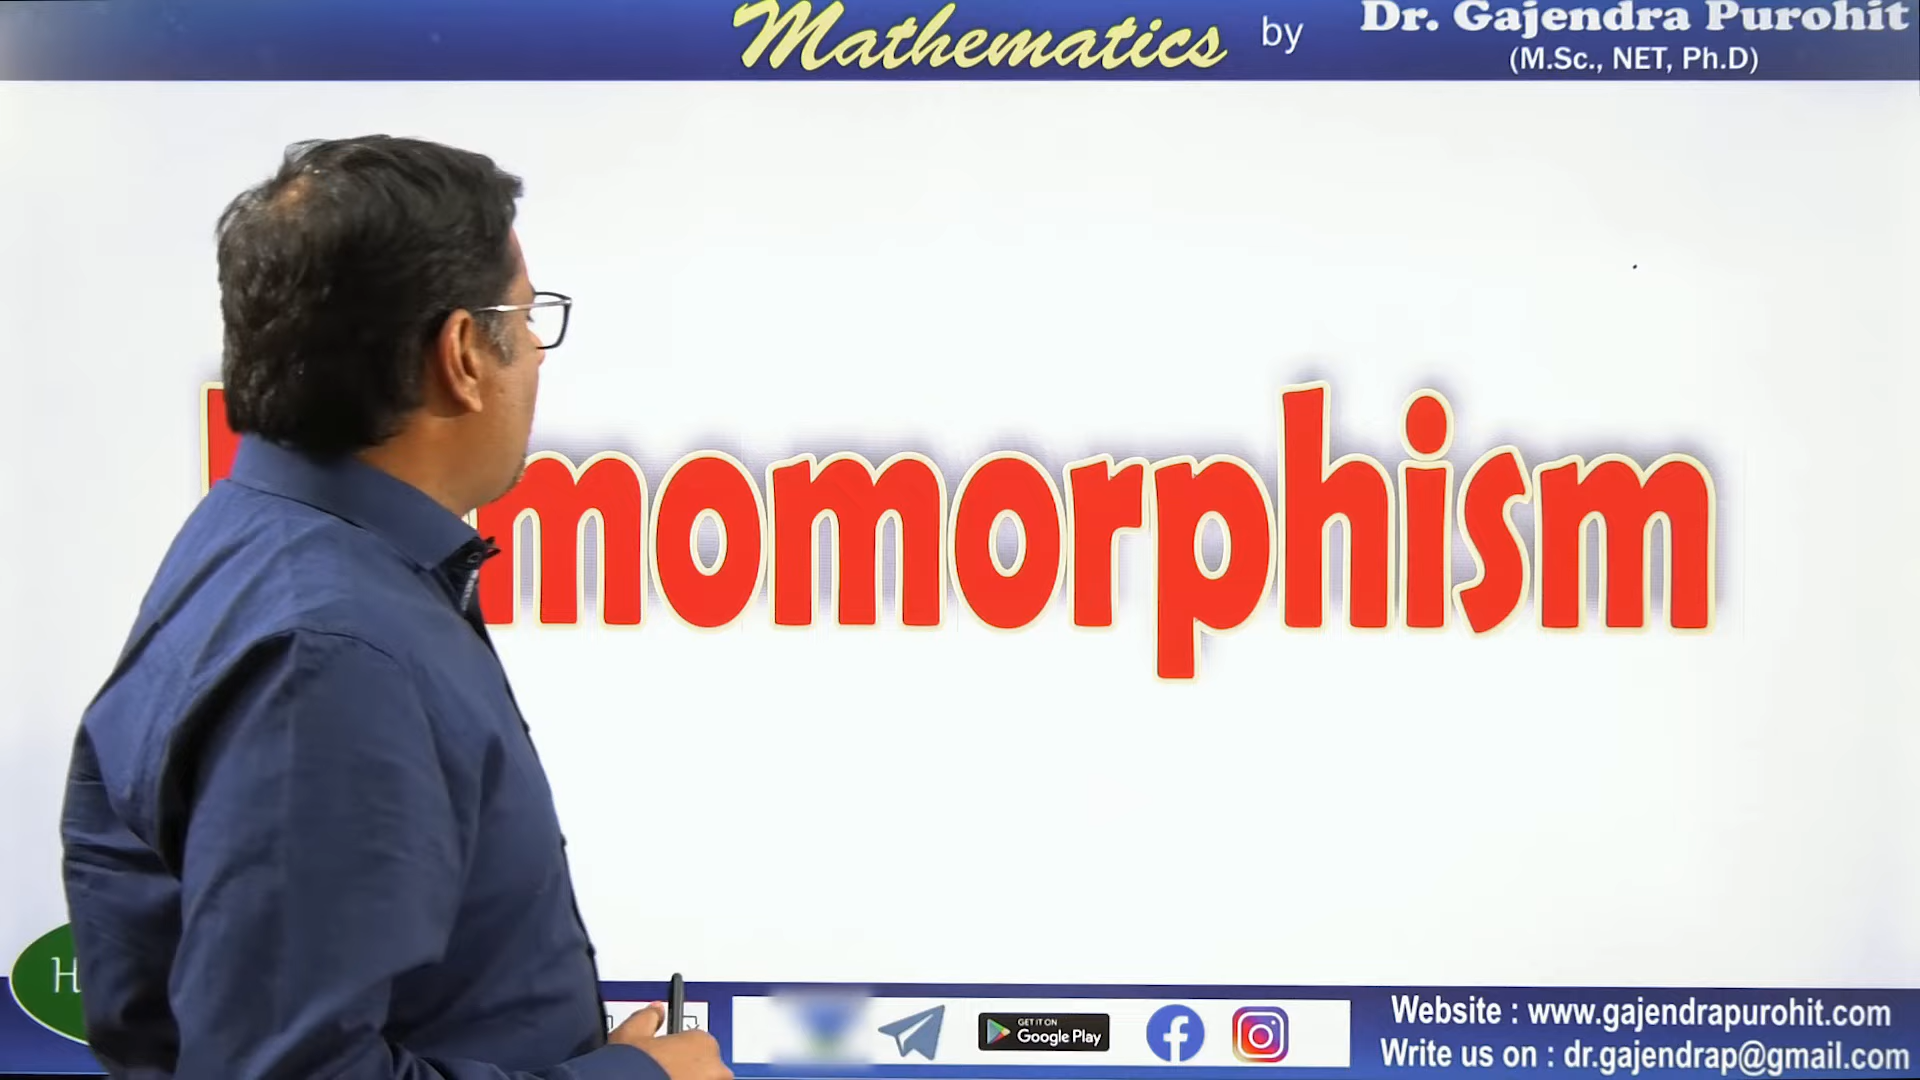 Mathematics by Dr. Gajendra Purohit
(M.Sc., NET, Ph.D)
momorphism
H
GET IT ON
Google Play
Website : www.gajendrapurohit.com
Write us on : dr.gajendrap@gmail.com